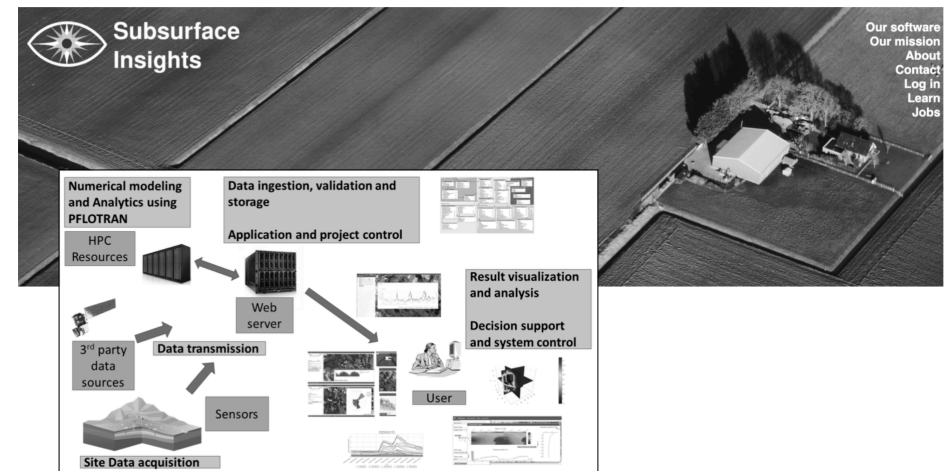 Subsurface
Insights
Our software
Our mission
About
Contact
Log in
Learn
Jobs
Numerical modeling
and Analytics using
PFLOTRAN
Data ingestion, validation and
storage
Application and project control
HPC
Resources
Web
server
Result visualization
and analysis
Decision support
and system control
3rd party
data
sources
Data transmission
Sensors
User
Site Data acquisition